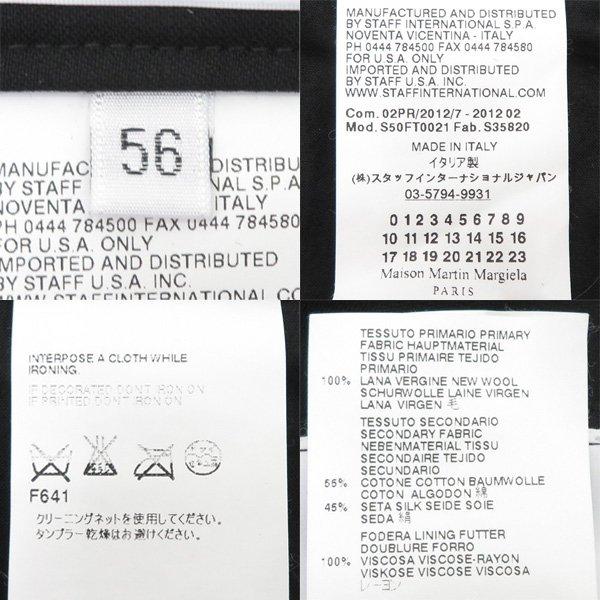 56
MANUFACTURED AND DISTRIBUTED
BY STAFF INTERNATIONAL S.P.A
NOVENTA VICENTINA - ITALY
PH 0444 784500 FAX 0444 784580
FOR U.S.A. ONLY
IMPORTED AND DISTRIBUTED
BY STAFF U.S.A. INC.
WWW.STAFFINTERNATIONAL.COM
MANUFACTURED AND DISTRIBUTED
BY STAFF INTERNATIONAL S.P.A
NOVENTA VICENTINA - ITALY
PH 0444 784500 FAX 0444 784580
FOR U.S.A. ONLY
IMPORTED AND DISTRIBUTED
BY STAFF U.S.A. INC.
WWW.STAFFINTERNATIONAL.COM
Com. 02PR/2012/7 - 2012 02
Mod. S50FT0021 Fab. S35820
MADE IN ITALY
イタリア製
(株)スタッフインターナショナルジャパン
03-5794-9931
0 1 2 3 4 5 6 7 8 9
10 11 12 13 14 15 16
17 18 19 20 21 22 23
Maison Martin Margiela
PARIS
INTERPOSE A CLOTH WHILE
IRONING.
IF DECORATED DON'T IRON ON
IF PRINTED DON'T IRON ON
F641
クリーニングネットを使用してください。
タンブラー乾燥はお避けください。
TESSUTO PRIMARIO PRIMARY
FABRIC HAUPTMATERIAL
TISSU PRIMAIRE TEJIDO
PRIMARIO
100% LANA VERGINE NEW WOOL
SCHURWOLLE LAINE VIRGEN
LANA VIRGEN 毛
TESSUTO SECONDARIO
SECONDARY FABRIC
NEBENMATERIAL TISSU
SECONDAIRE TEJIDO
SECUNDARIO
55% COTONE COTTON BAUMWOLLE
COTON ALGODON 綿
45% SETA SILK SEIDE SOIE
SEDA 絹
FODERA LINING FUTTER
DOUBLURE FORRO
100% VISCOSA VISCOSE-RAYON
VISKOSE VISCOSE VISCOSA
レーヨン